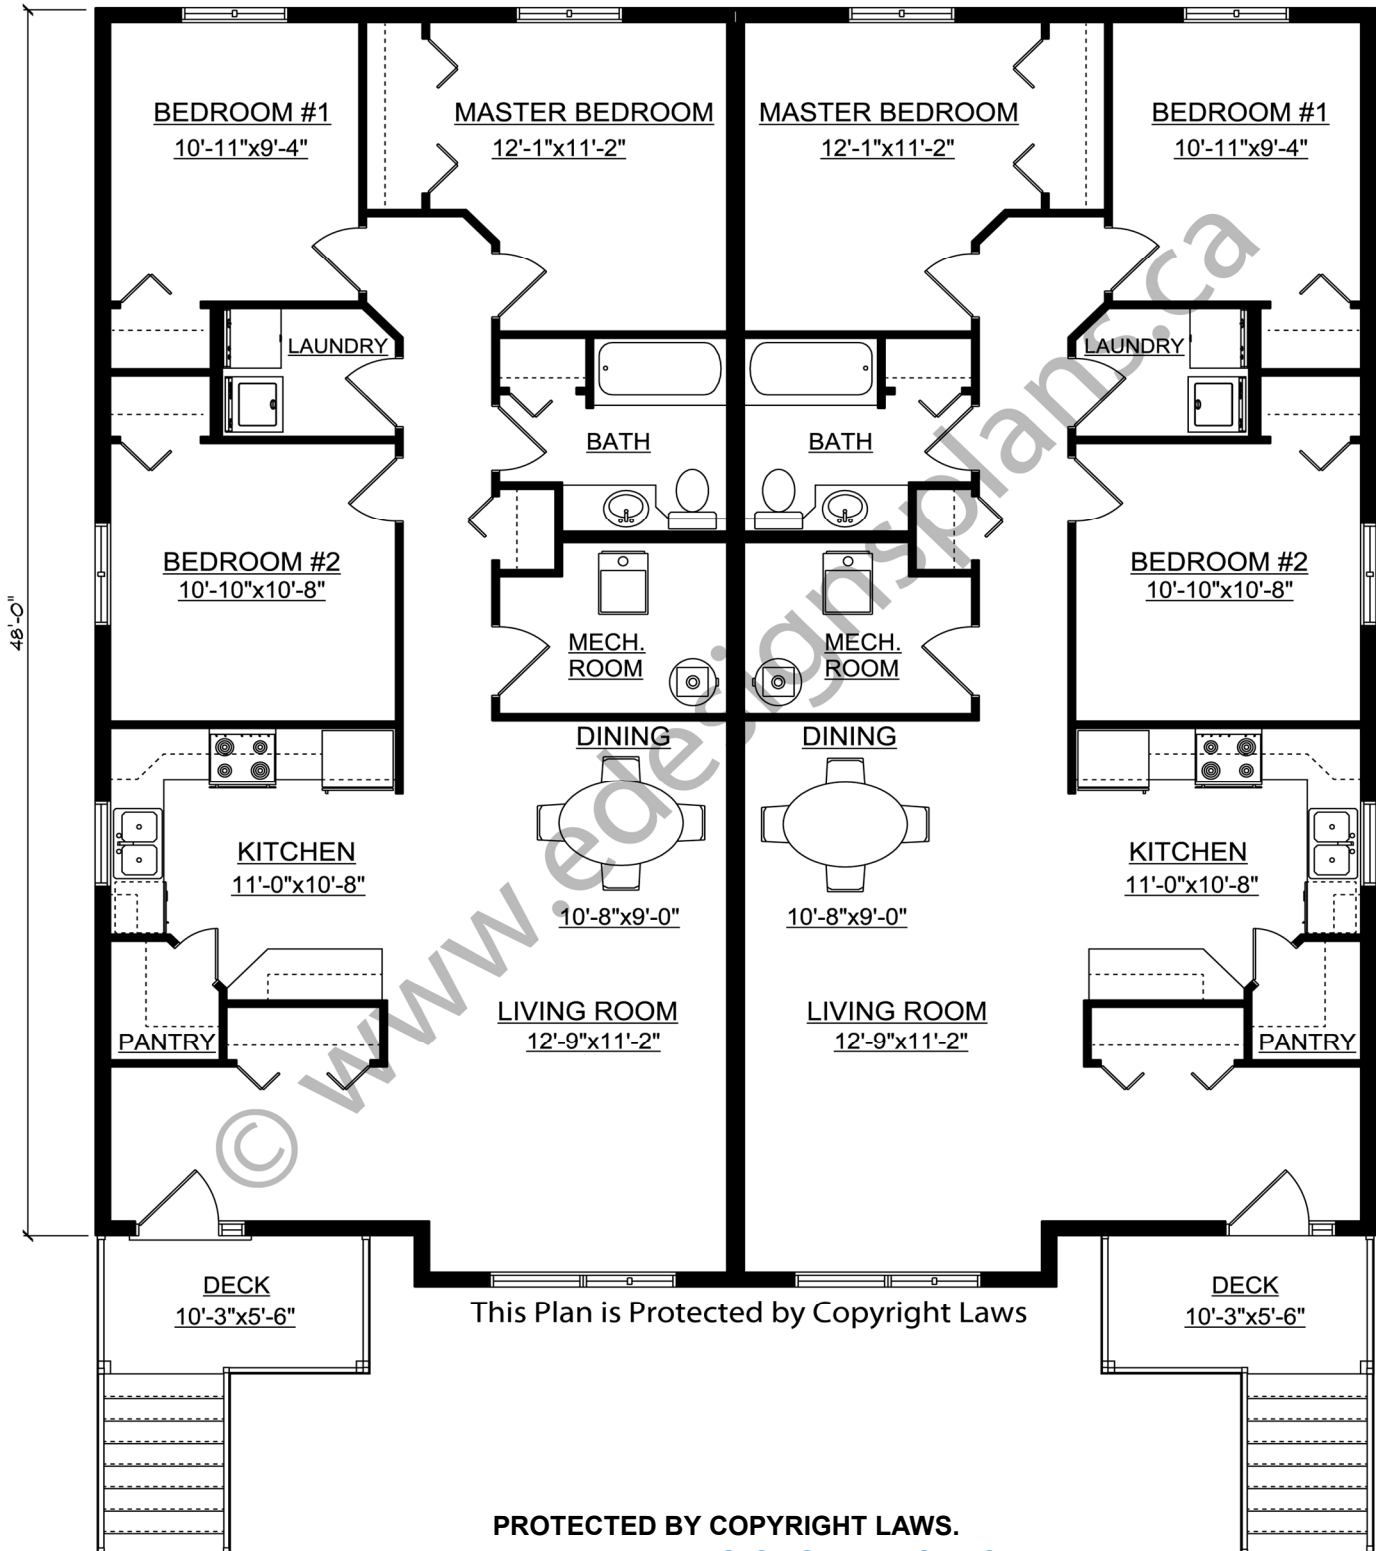 BEDROOM #1
10'-11"x9'-4"
MASTER BEDROOM
12'-1"x11'-2"
MASTER BEDROOM
12'-1"x11'-2"
BEDROOM #1
10'-11"x9'-4"
LAUNDRY
LAUNDRY
BATH
BATH
BEDROOM #2
10'-10"x10'-8"
BEDROOM #2
10'-10"x10'-8"
48'-0"
MECH.
ROOM
MECH.
ROOM
DINING
DINING
KITCHEN
11'-0"x10'-8"
KITCHEN
11'-0"x10'-8"
10'-8"x9'-0"
10'-8"x9'-0"
LIVING ROOM
12'-9"x11'-2"
LIVING ROOM
12'-9"x11'-2"
PANTRY
PANTRY
© www.edesignsplans.ca
DECK
10'-3"x5'-6"
DECK
10'-3"x5'-6"
This Plan is Protected by Copyright Laws
PROTECTED BY COPYRIGHT LAWS.